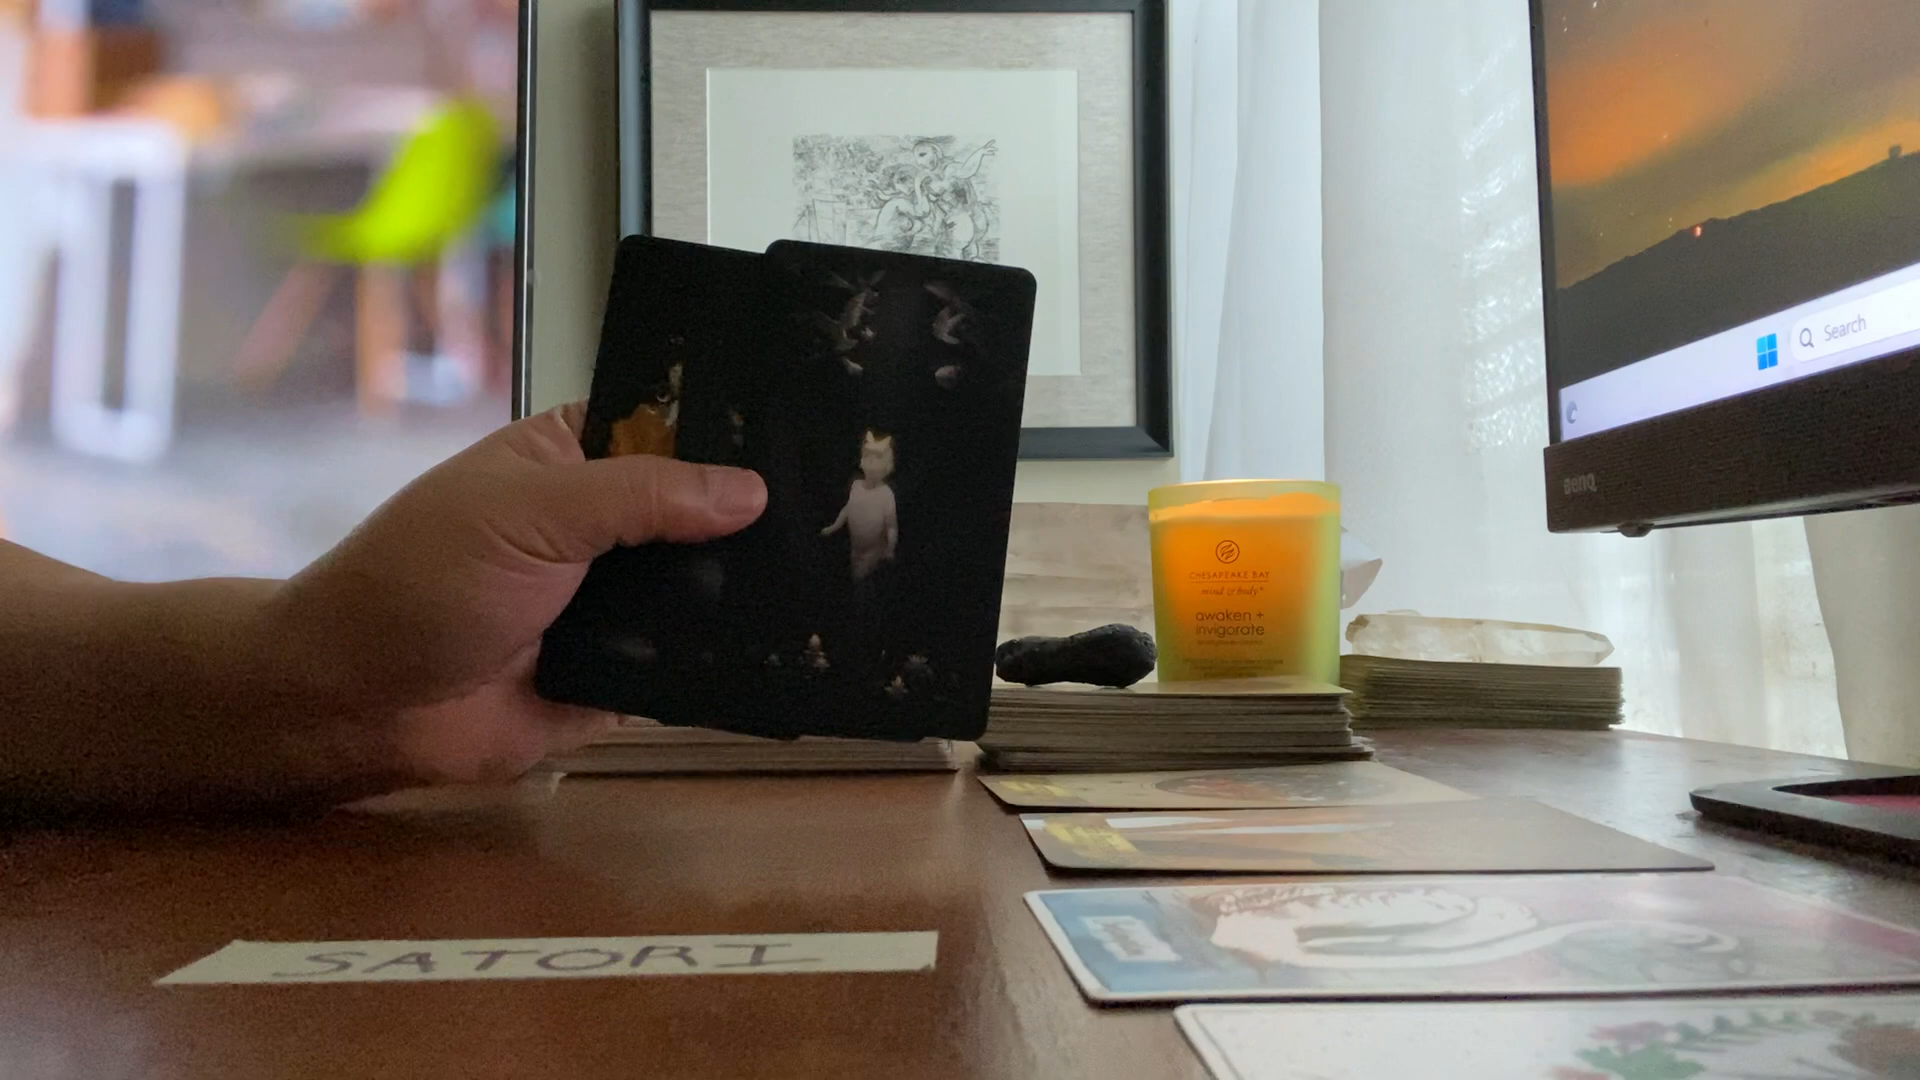 Search
BenQ
CHESAPEAKE BAY
mind & body
awaken +
invigorate
SATORI